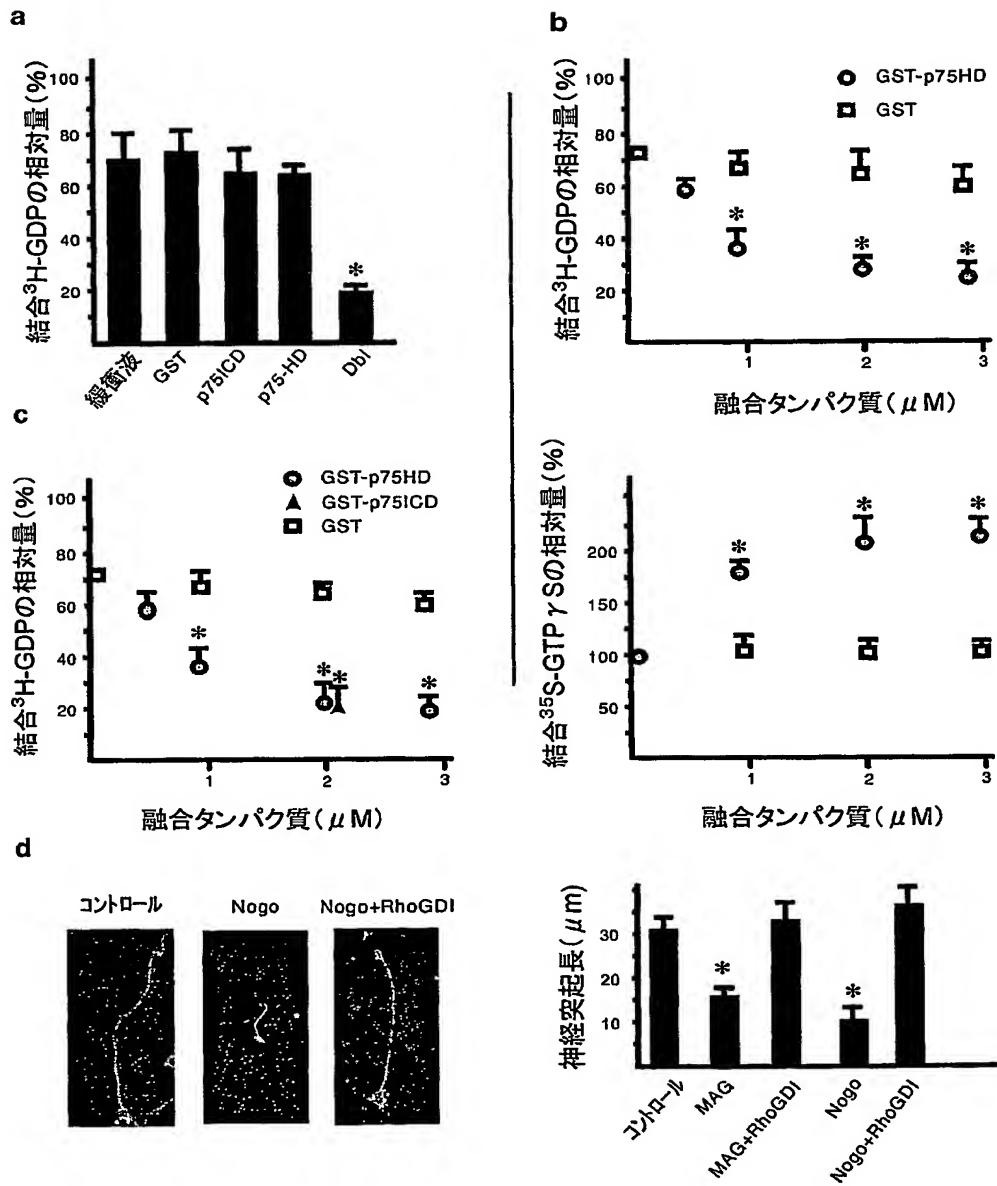 a
結合³H-GDPの相対量(%)
100
80
60
40
20
*
緩衝液
GST
p75ICD
p75-HD
Dbl
b
結合³H-GDPの相対量(%)
100
80
60
40
20
GST-p75HD
GST
*
*
*
1
2
3
融合タンパク質(μM)
結合³⁵S-GTPγSの相対量(%)
200
150
100
50
*
*
*
1
2
3
融合タンパク質(μM)
c
結合³H-GDPの相対量(%)
100
80
60
40
20
GST-p75HD
GST-p75ICD
GST
*
*
*
*
1
2
3
融合タンパク質(μM)
d
コントロール
Nogo
Nogo+RhoGDI
神経突起長(μm)
30
20
10
*
*
コントロール
MAG
MAG+RhoGDI
Nogo
Nogo+RhoGDI